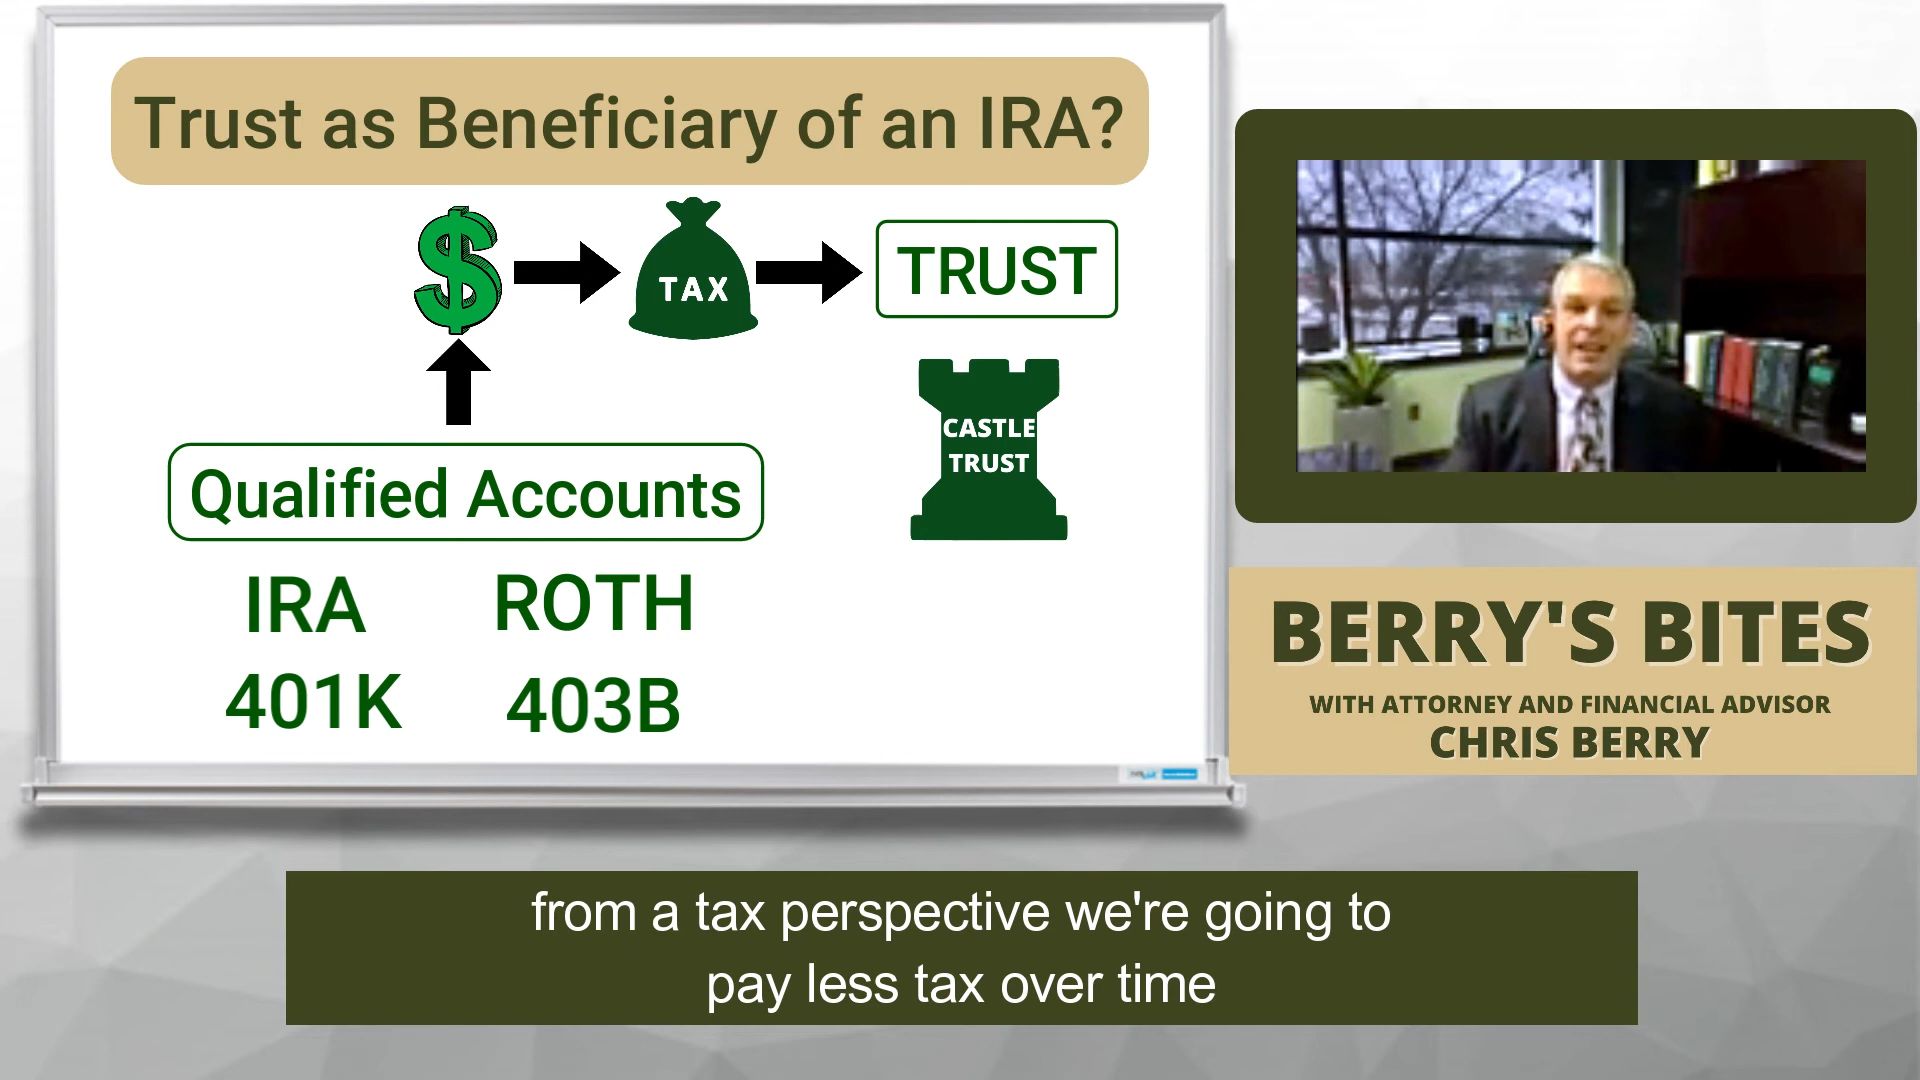 Trust as Beneficiary of an IRA?
TAX
TRUST
CASTLE
TRUST
Qualified Accounts
IRA
ROTH
401K
403B
BERRY'S BITES
WITH ATTORNEY AND FINANCIAL ADVISOR
CHRIS BERRY
from a tax perspective we're going to
pay less tax over time